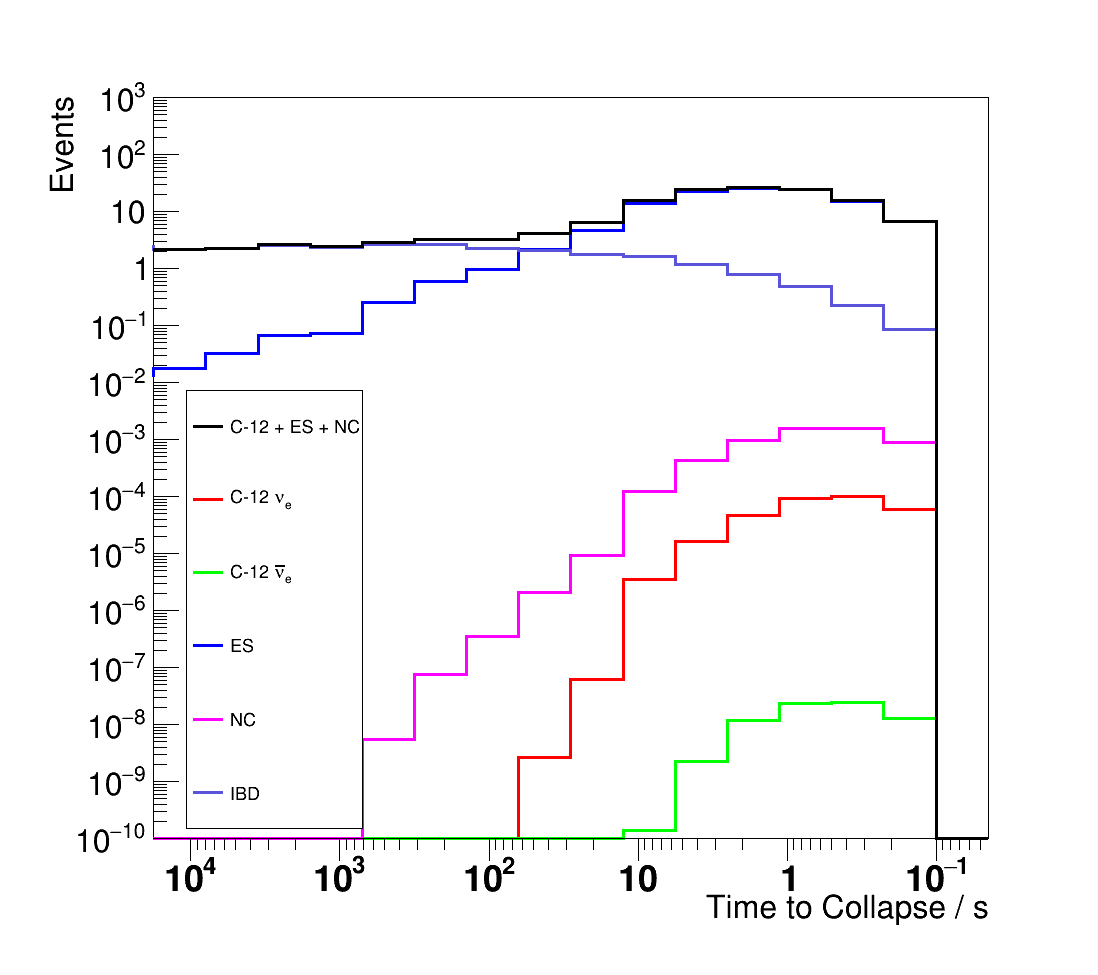 Events
10³
10²
10
1
10⁻¹
10⁻²
10⁻³
10⁻⁴
10⁻⁵
10⁻⁶
10⁻⁷
10⁻⁸
10⁻⁹
10⁻¹⁰
C-12 + ES + NC
C-12 νₑ
C-12 ν̅ₑ
ES
NC
IBD
10⁴ 10³ 10² 10 1 10⁻¹
Time to Collapse / s